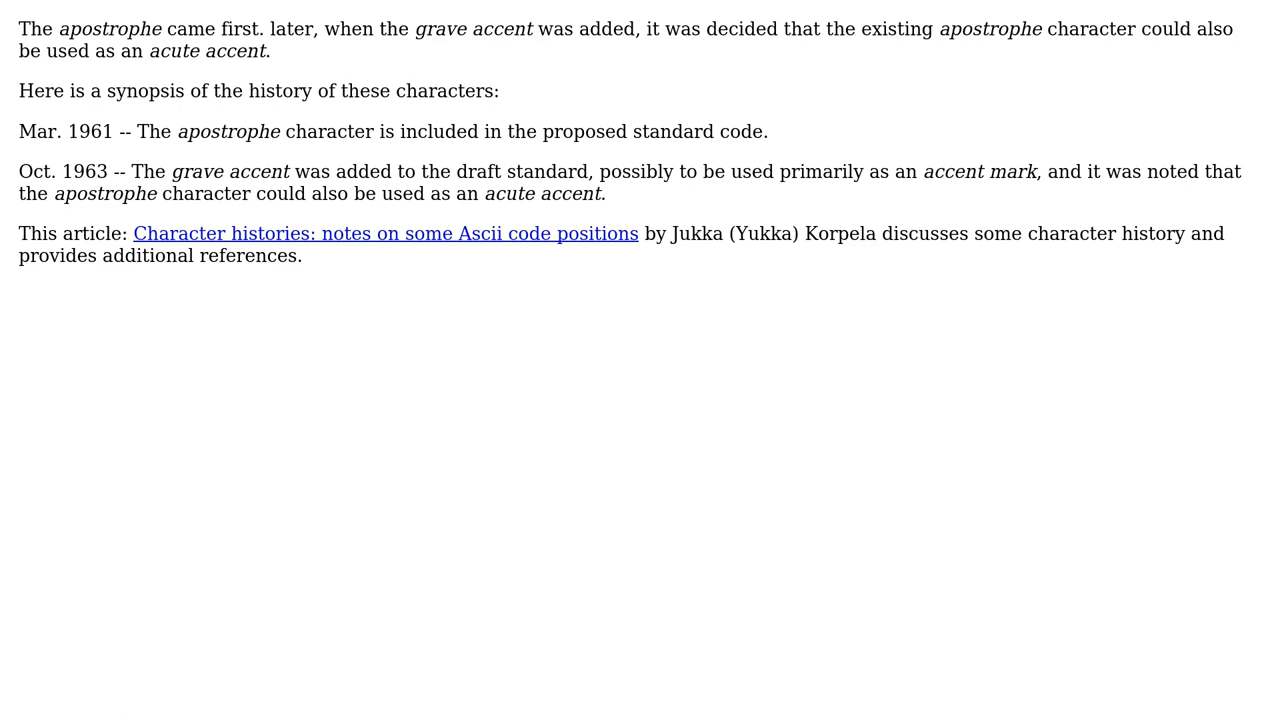 The apostrophe came first. later, when the grave accent was added, it was decided that the existing apostrophe character could also
be used as an acute accent.
Here is a synopsis of the history of these characters:
Mar. 1961 -- The apostrophe character is included in the proposed standard code.
Oct. 1963 -- The grave accent was added to the draft standard, possibly to be used primarily as an accent mark, and it was noted that
the apostrophe character could also be used as an acute accent.
This article: Character histories: notes on some Ascii code positions by Jukka (Yukka) Korpela discusses some character history and
provides additional references.